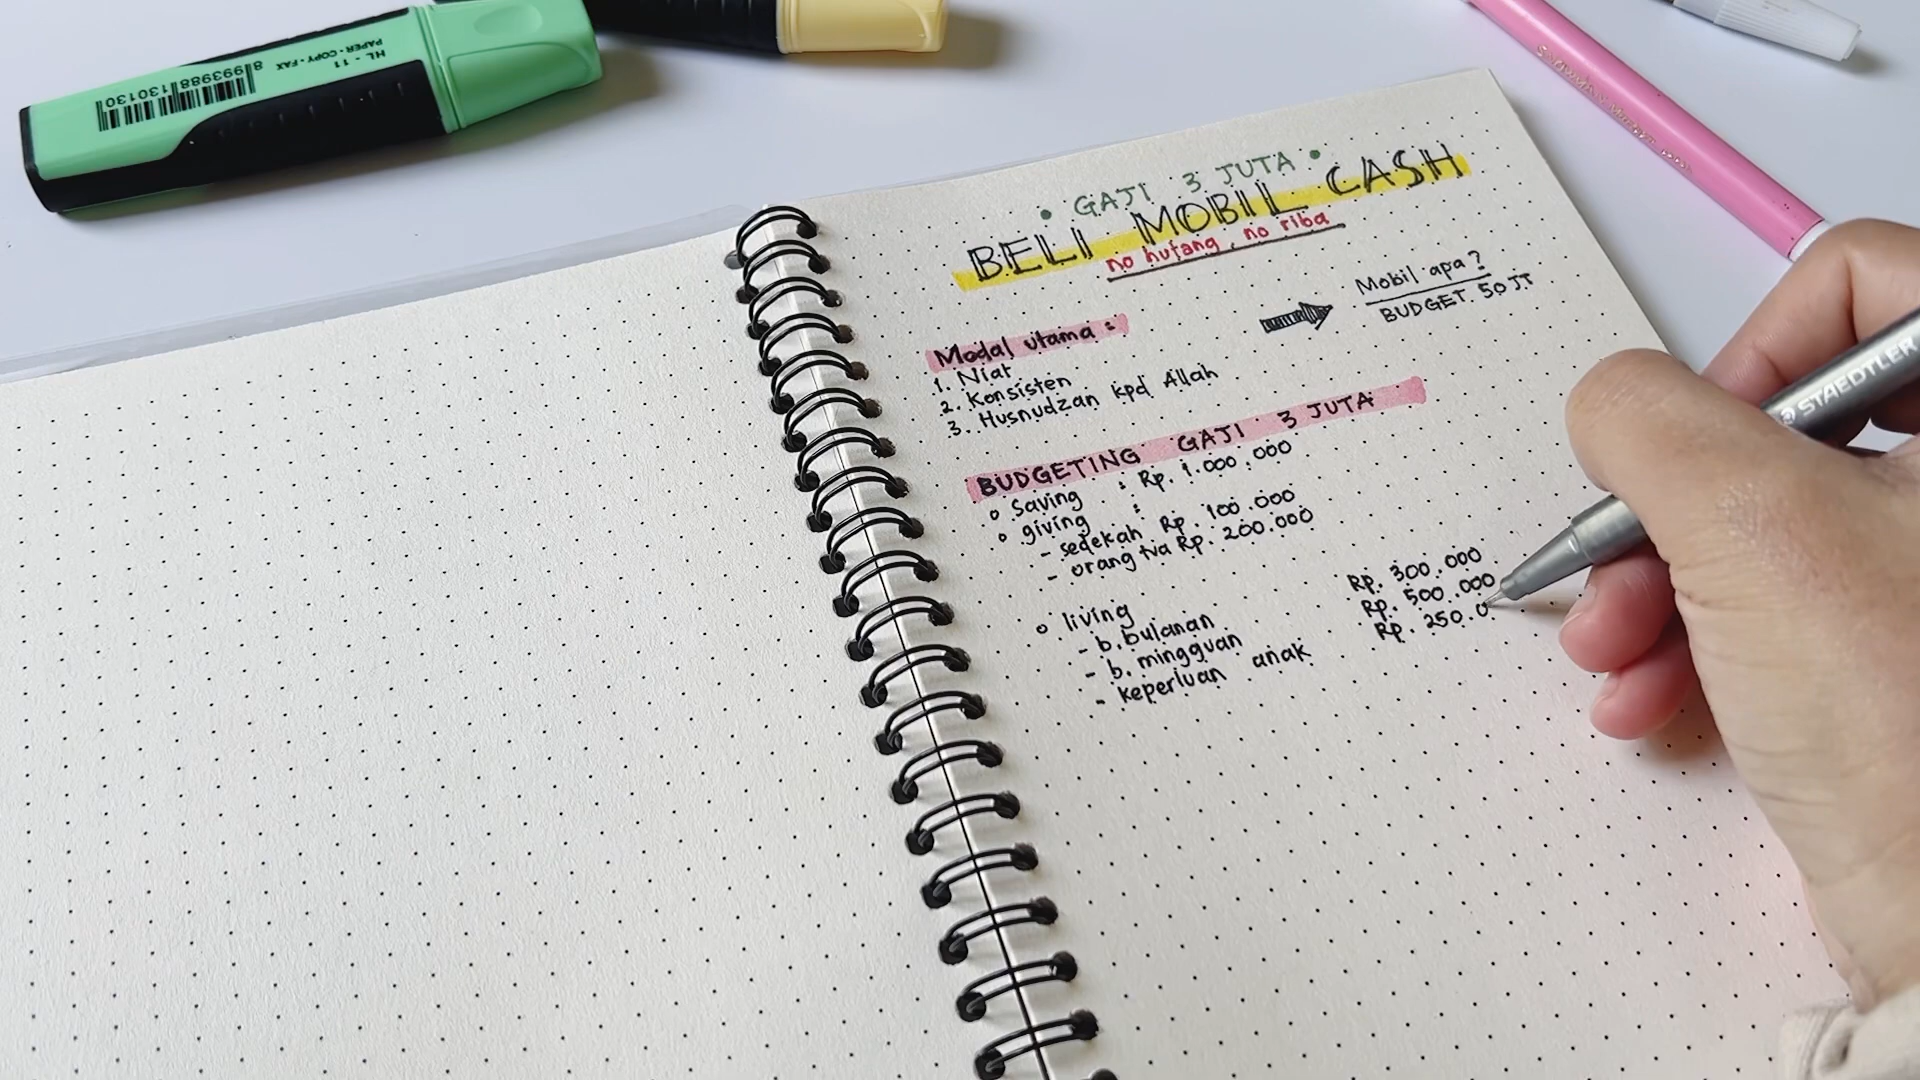 HL - 11
PAPER - COPY - FAX
8993988130130
STAEDTLER
• GAJI 3 JUTA •
BELI MOBIL CASH
no hutang, no riba
Mobil apa?
BUDGET 50 JT
Modal utama :
1. Niat
2. Konsisten
3. Husnudzan kpd Allah
BUDGETING GAJI 3 JUTA
o Saving : Rp. 1.000.000
o giving :
- sedekah Rp. 100.000
- orang tua Rp. 200.000
o living
- b. bulanan Rp. 300.000
- b. mingguan Rp. 500.000
- keperluan anak Rp. 250.0